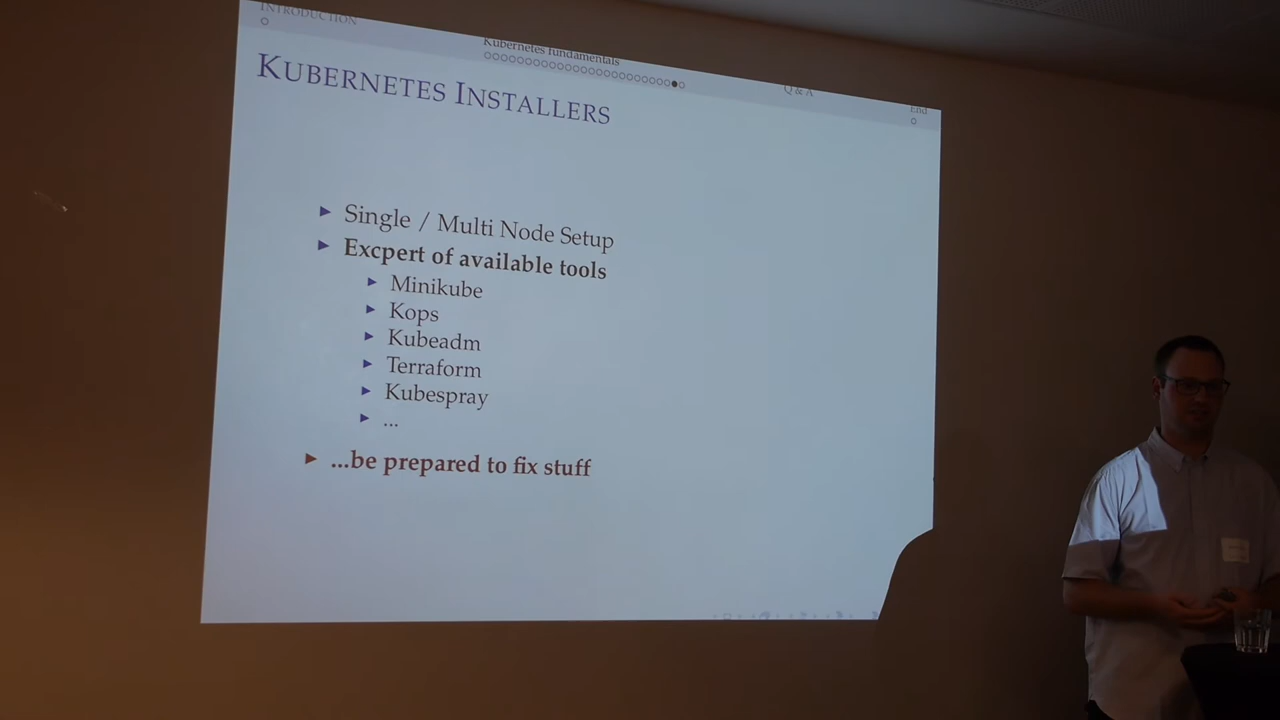 INTRODUCTION
Kubernetes fundamentals
Q & A
End
KUBERNETES INSTALLERS
Single / Multi Node Setup
Excpert of available tools
Minikube
Kops
Kubeadm
Terraform
Kubespray
...
...be prepared to fix stuff